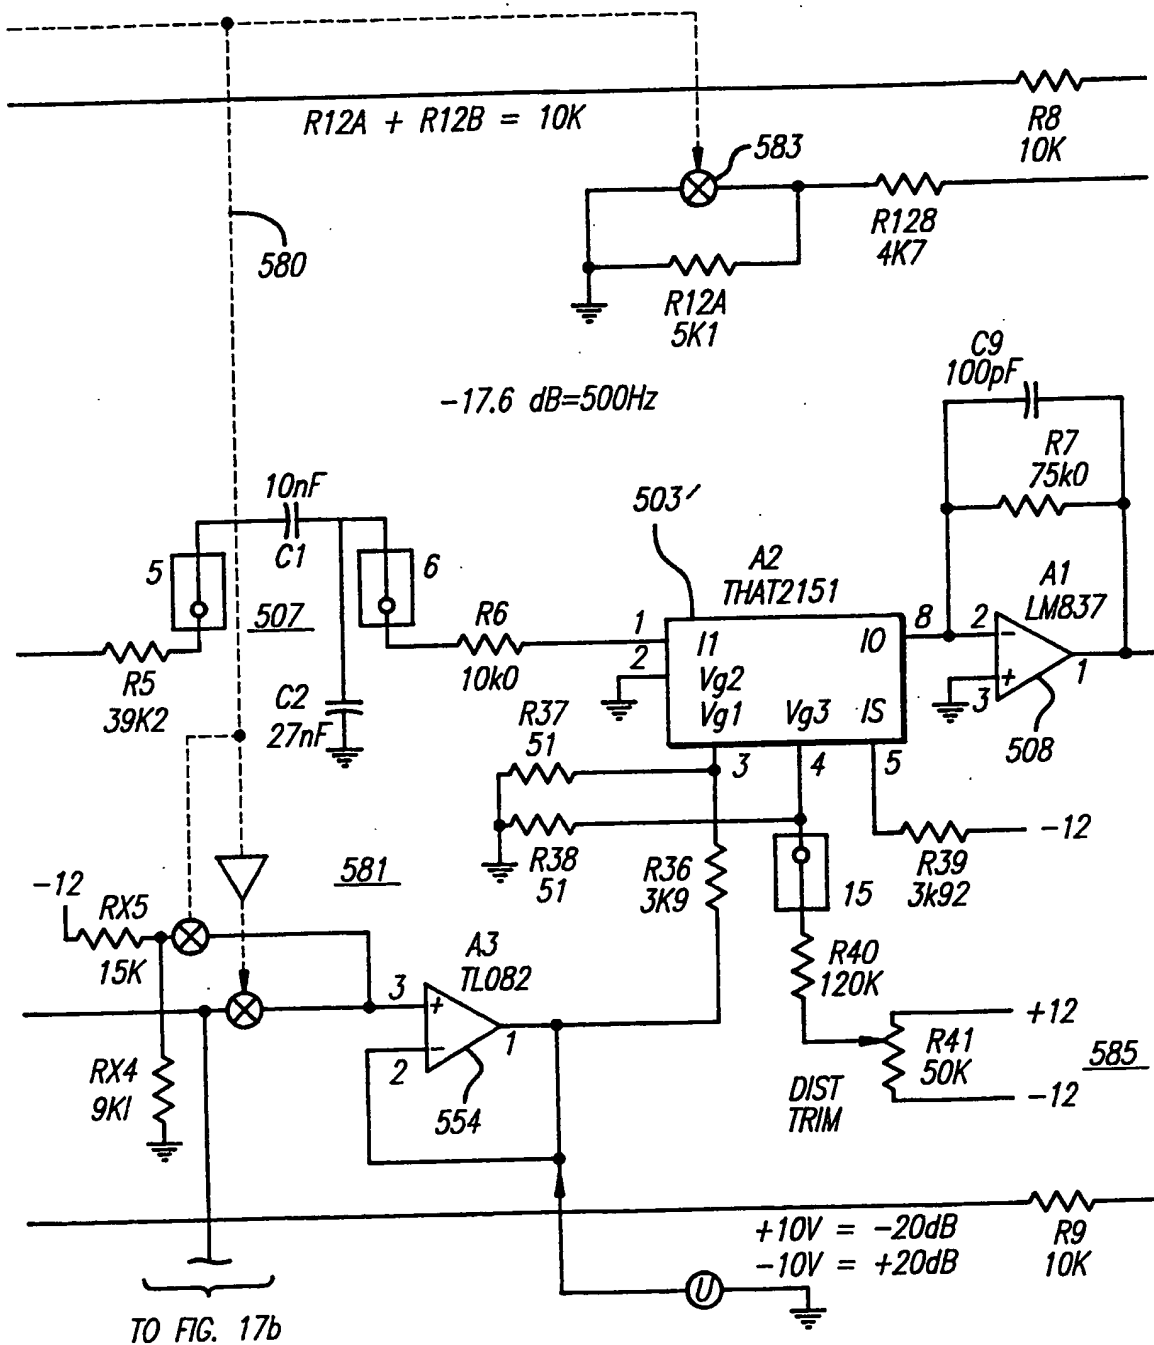 R12A + R12B = 10K
R8
10K
583
R128
4K7
580
R12A
5K1
C9
100pF
-17.6 dB=500Hz
R7
75k0
10nF
C1
503'
5
6
A2
THAT2151
A1
LM837
507
R6
10k0
1
I1
IO
8
2
1
2
Vg2
Vg1
Vg3
IS
3
R5
39K2
C2
27nF
R37
51
3
4
5
508
R38
51
R36
3K9
15
R39
3k92
-12
581
-12
RX5
15K
A3
TL082
R40
120K
3
1
2
+12
R41
50K
585
-12
RX4
9K1
554
DIST
TRIM
+10V = -20dB
-10V = +20dB
R9
10K
U
TO FIG. 17b